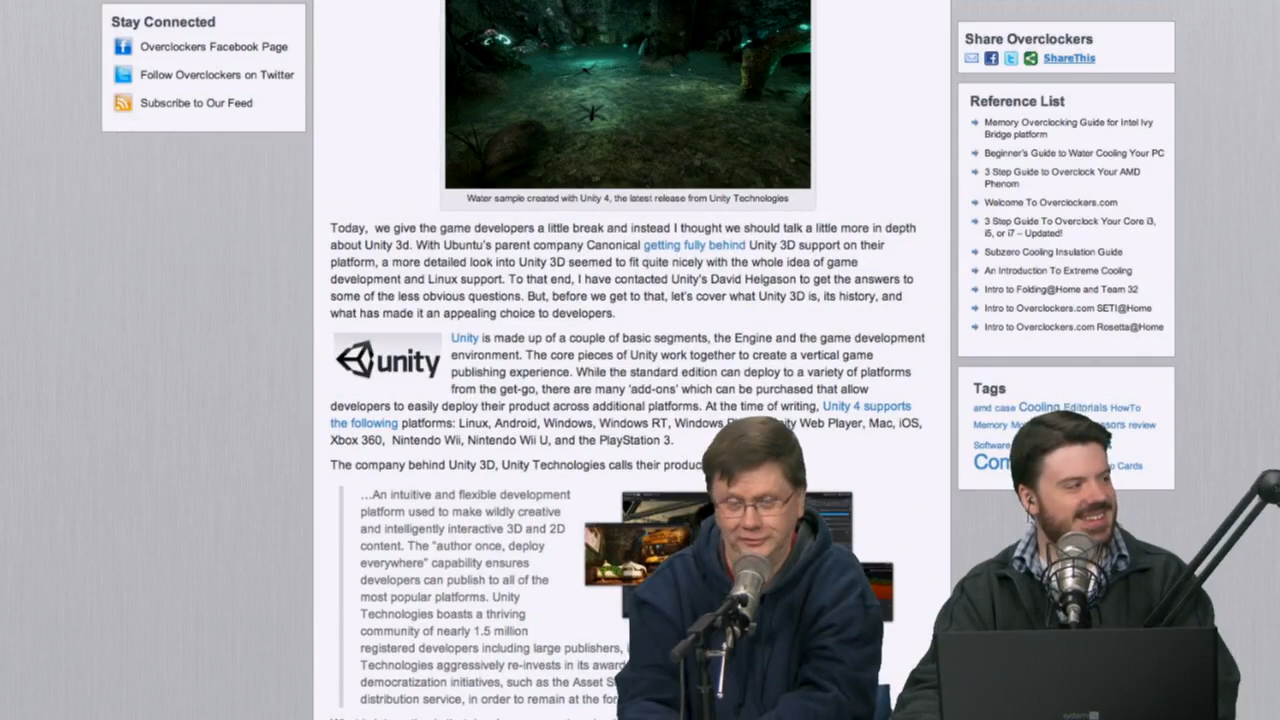 Stay Connected
Overclockers Facebook Page
Follow Overclockers on Twitter
Subscribe to Our Feed
Water sample created with Unity 4, the latest release from Unity Technologies
Today, we give the game developers a little break and instead I thought we should talk a little more in depth
about Unity 3d. With Ubuntu's parent company Canonical getting fully behind Unity 3D support on their
platform, a more detailed look into Unity 3D seemed to fit quite nicely with the whole idea of game
development and Linux support. To that end, I have contacted Unity's David Helgason to get the answers to
some of the less obvious questions. But, before we get to that, let's cover what Unity 3D is, its history, and
what has made it an appealing choice to developers.
unity
Unity is made up of a couple of basic segments, the Engine and the game development
environment. The core pieces of Unity work together to create a vertical game
publishing experience. While the standard edition can deploy to a variety of platforms
from the get-go, there are many 'add-ons' which can be purchased that allow
developers to easily deploy their product across additional platforms. At the time of writing, Unity 4 supports
the following platforms: Linux, Android, Windows, Windows RT, Windows Web Player, Mac, iOS,
Xbox 360, Nintendo Wii, Nintendo Wii U, and the PlayStation 3.
The company behind Unity 3D, Unity Technologies calls their produc
…An intuitive and flexible development
platform used to make wildly creative
and intelligently interactive 3D and 2D
content. The "author once, deploy
everywhere" capability ensures
developers can publish to all of the
most popular platforms. Unity
Technologies boasts a thriving
community of nearly 1.5 million
registered developers including large publishers,
Technologies aggressively re-invests in its award
democratization initiatives, such as the Asset S
distribution service, in order to remain at the for
Share Overclockers
ShareThis
Reference List
Memory Overclocking Guide for Intel Ivy
Bridge platform
Beginner's Guide to Water Cooling Your PC
3 Step Guide to Overclock Your AMD
Phenom
Welcome To Overclockers.com
3 Step Guide To Overclock Your Core i3,
i5, or i7 – Updated!
Subzero Cooling Insulation Guide
An Introduction To Extreme Cooling
Intro to Folding@Home and Team 32
Intro to Overclockers.com SETI@Home
Intro to Overclockers.com Rosetta@Home
Tags
amd case Cooling Editorials HowTo
Memory review
Software
Com Cards